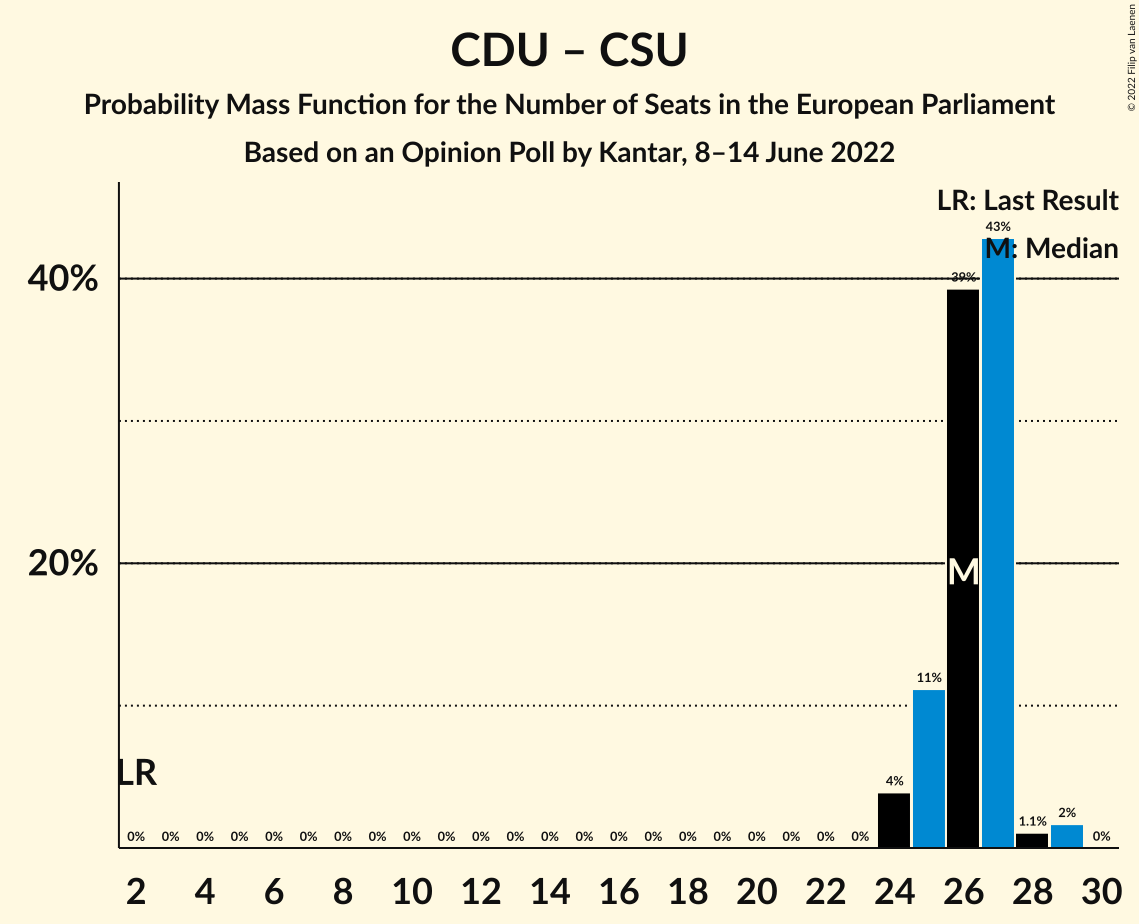 CDU – CSU
Probability Mass Function for the Number of Seats in the European Parliament
Based on an Opinion Poll by Kantar, 8–14 June 2022
© 2022 Filip van Laenen
LR: Last Result
M: Median
43%
40%
39%
M
20%
11%
LR
4%
2%
1.1%
0% 0% 0% 0% 0% 0% 0% 0% 0% 0% 0% 0% 0% 0% 0% 0% 0% 0% 0% 0% 0% 0% 0%
2 4 6 8 10 12 14 16 18 20 22 24 26 28 30